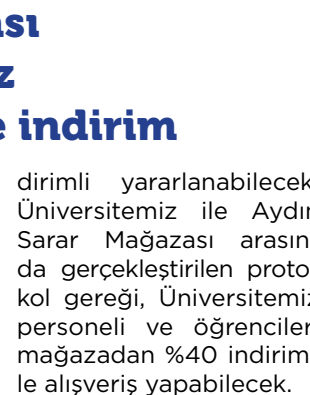 ası
z
e indirim
dirimli yararlanabilecek
Üniversitemiz ile Aydın
Sarar Mağazası arasın
da gerçekleştirilen proto
kol gereği, Üniversitemiz
personeli ve öğrenciler
mağazadan %40 indirim
le alışveriş yapabilecek.